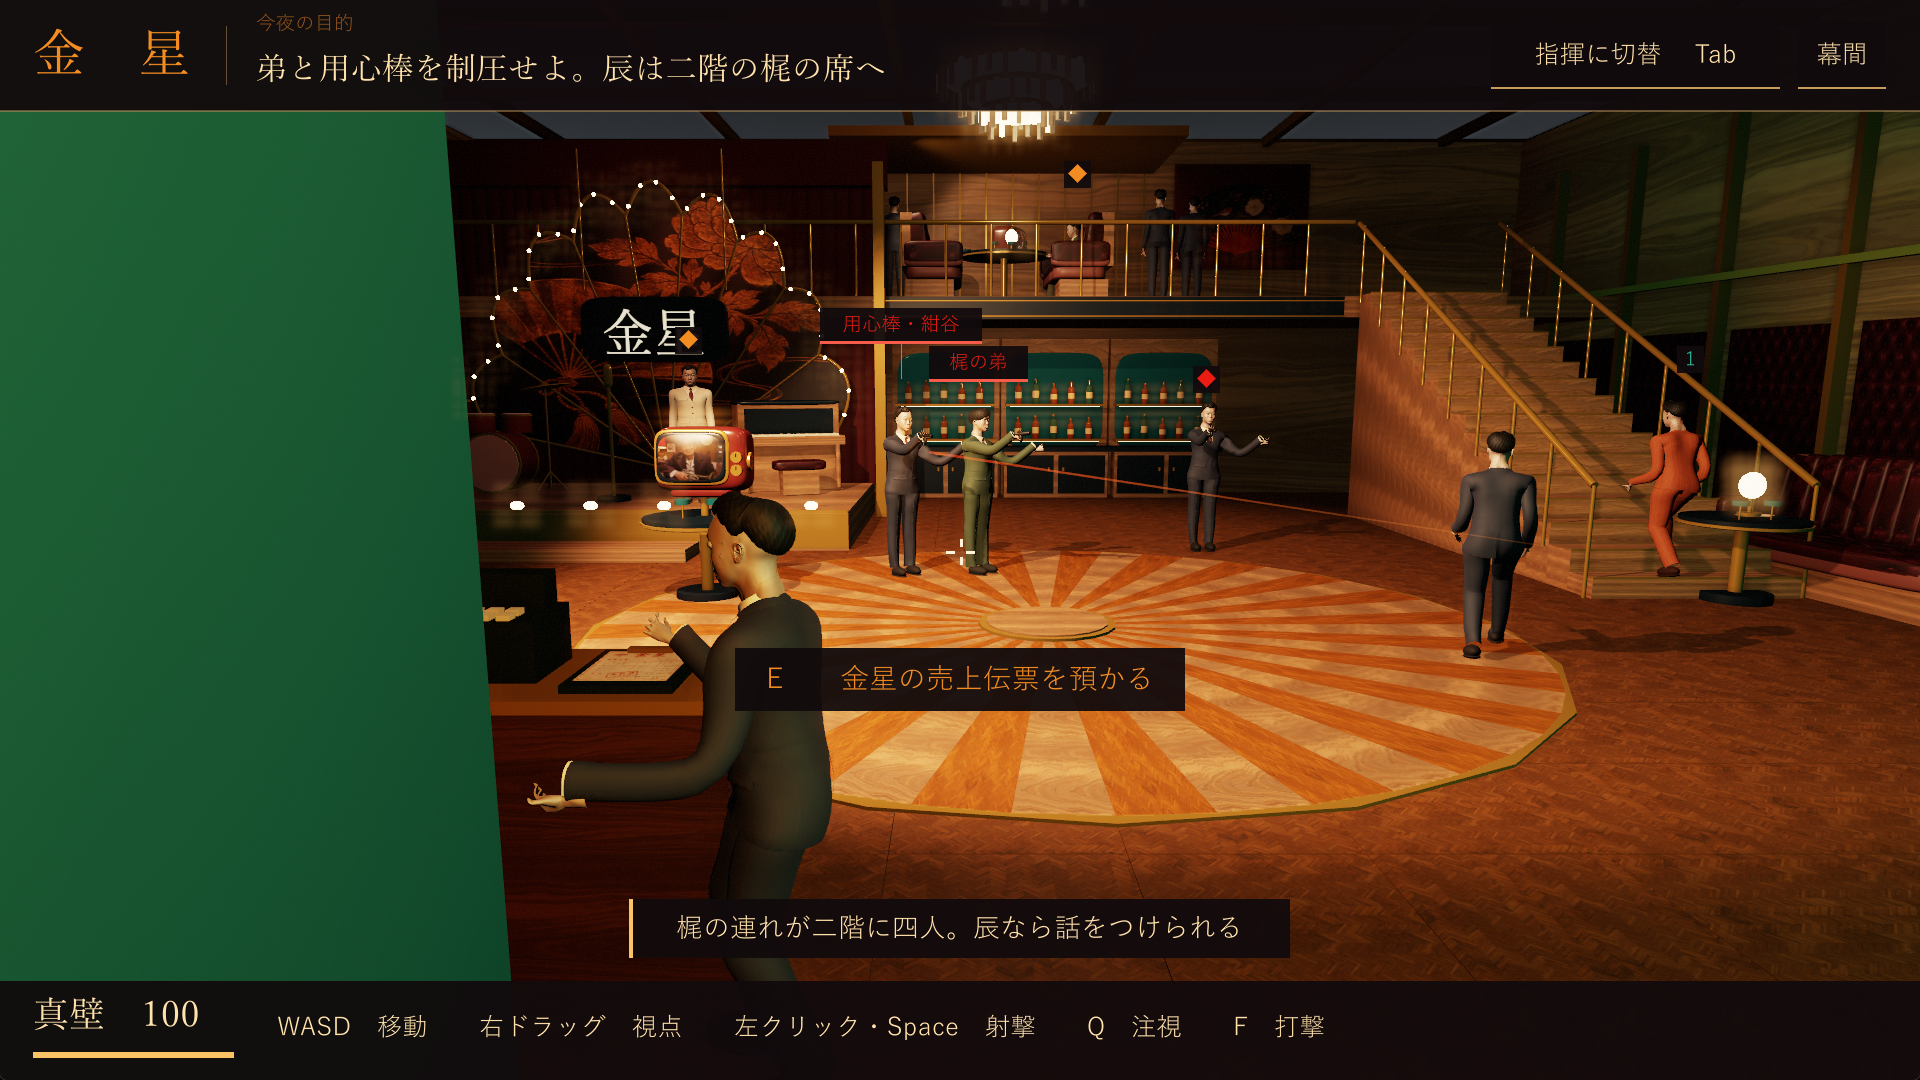 金 星
今夜の目的
弟と用心棒を制圧せよ。辰は二階の梶の席へ
指揮に切替 Tab
幕間
金星
用心棒・紺谷
梶の弟
1
E 金星の売上伝票を預かる
梶の連れが二階に四人。辰なら話をつけられる
真壁 100
WASD 移動 右ドラッグ 視点 左クリック・Space 射撃 Q 注視 F 打撃